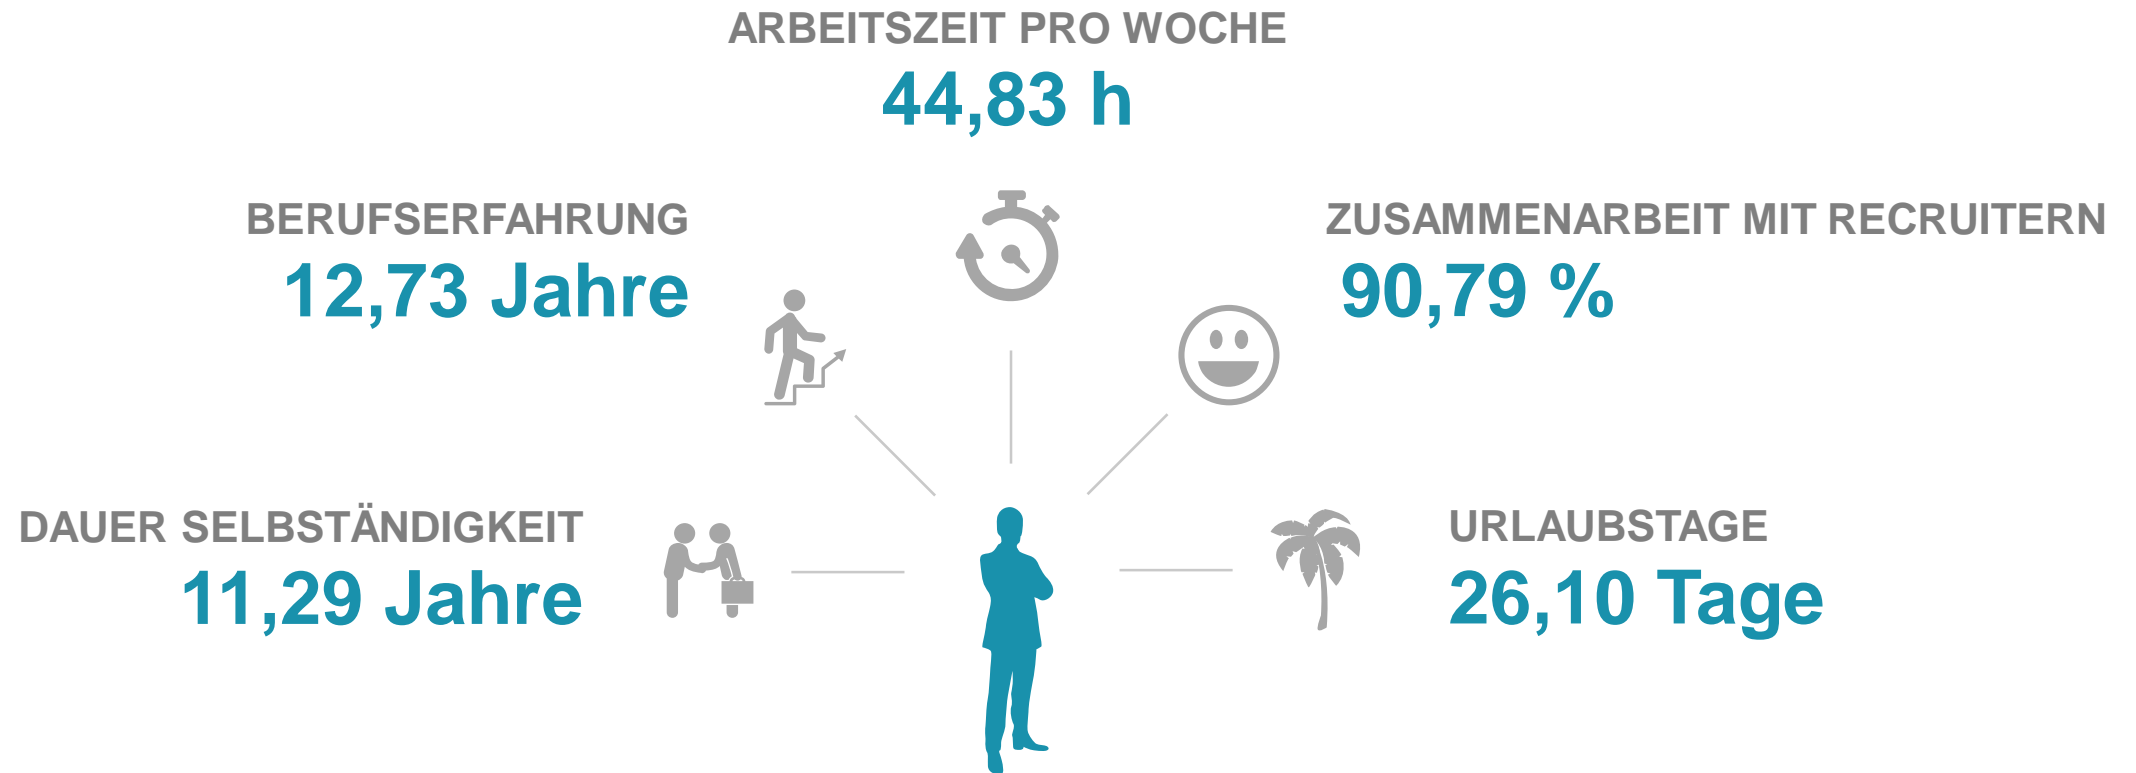 ARBEITSZEIT PRO WOCHE
44,83 h
BERUFSERFAHRUNG
12,73 Jahre
ZUSAMMENARBEIT MIT RECRUITERN
90,79 %
DAUER SELBSTÄNDIGKEIT
11,29 Jahre
URLAUBSTAGE
26,10 Tage